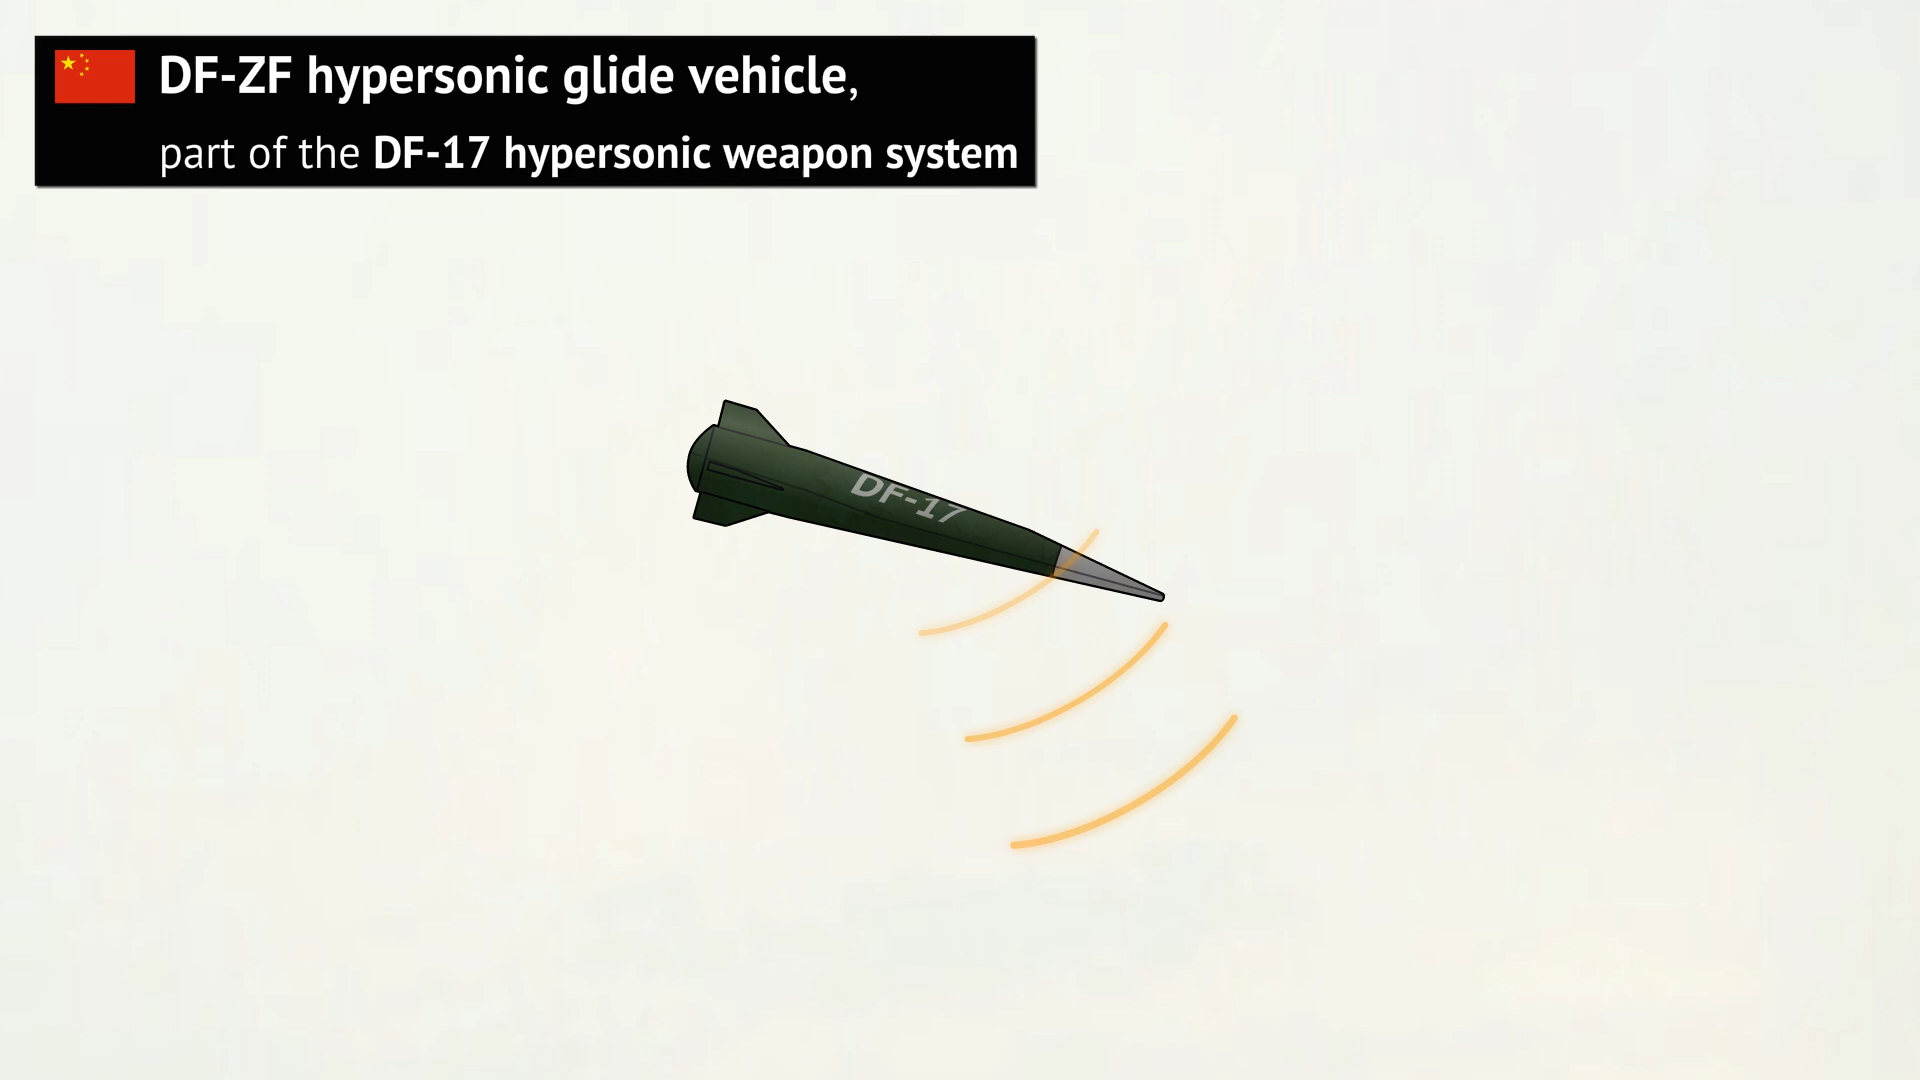 DF-ZF hypersonic glide vehicle,
part of the DF-17 hypersonic weapon system
DF-17